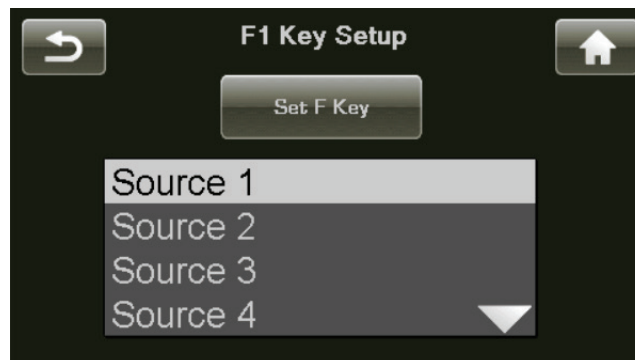 F1 Key Setup
Set F Key
Source 1
Source 2
Source 3
Source 4